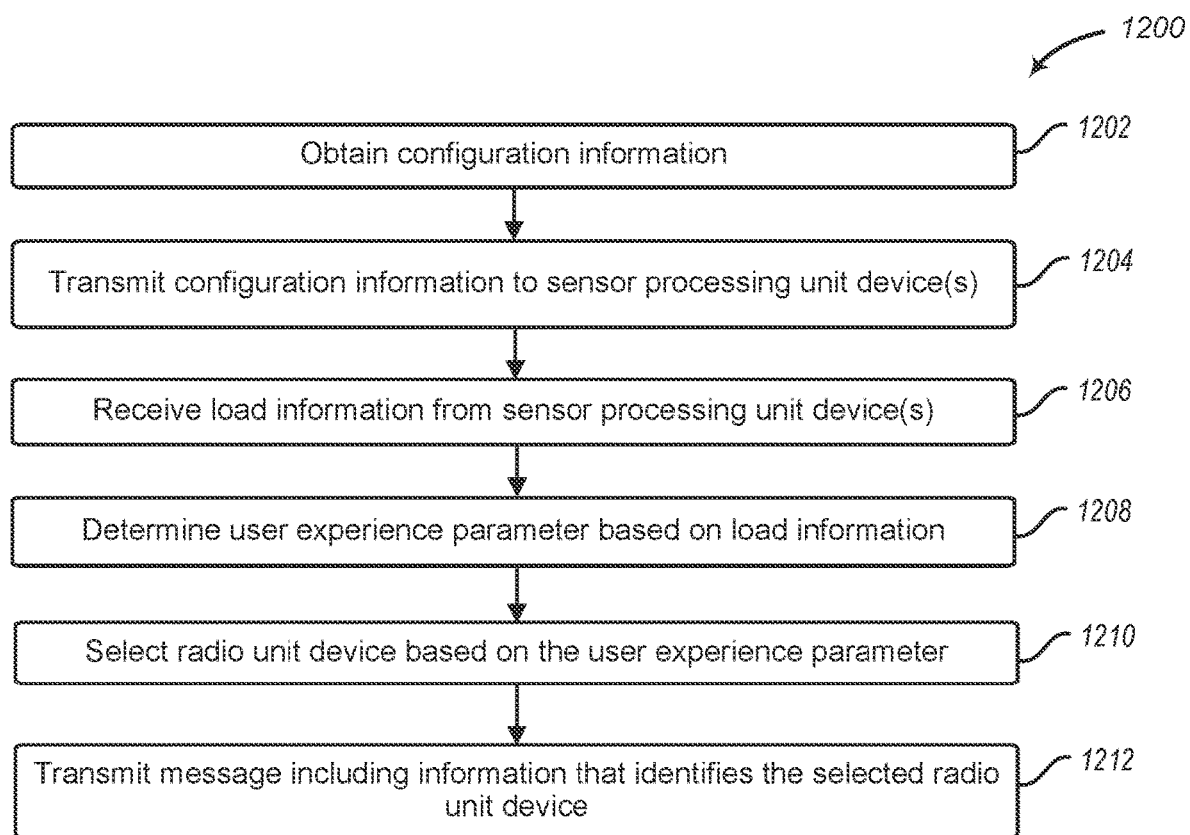 1200
1202
Obtain configuration information
1204
Transmit configuration information to sensor processing unit device(s)
1206
Receive load information from sensor processing unit device(s)
1208
Determine user experience parameter based on load information
1210
Select radio unit device based on the user experience parameter
1212
Transmit message including information that identifies the selected radio
unit device